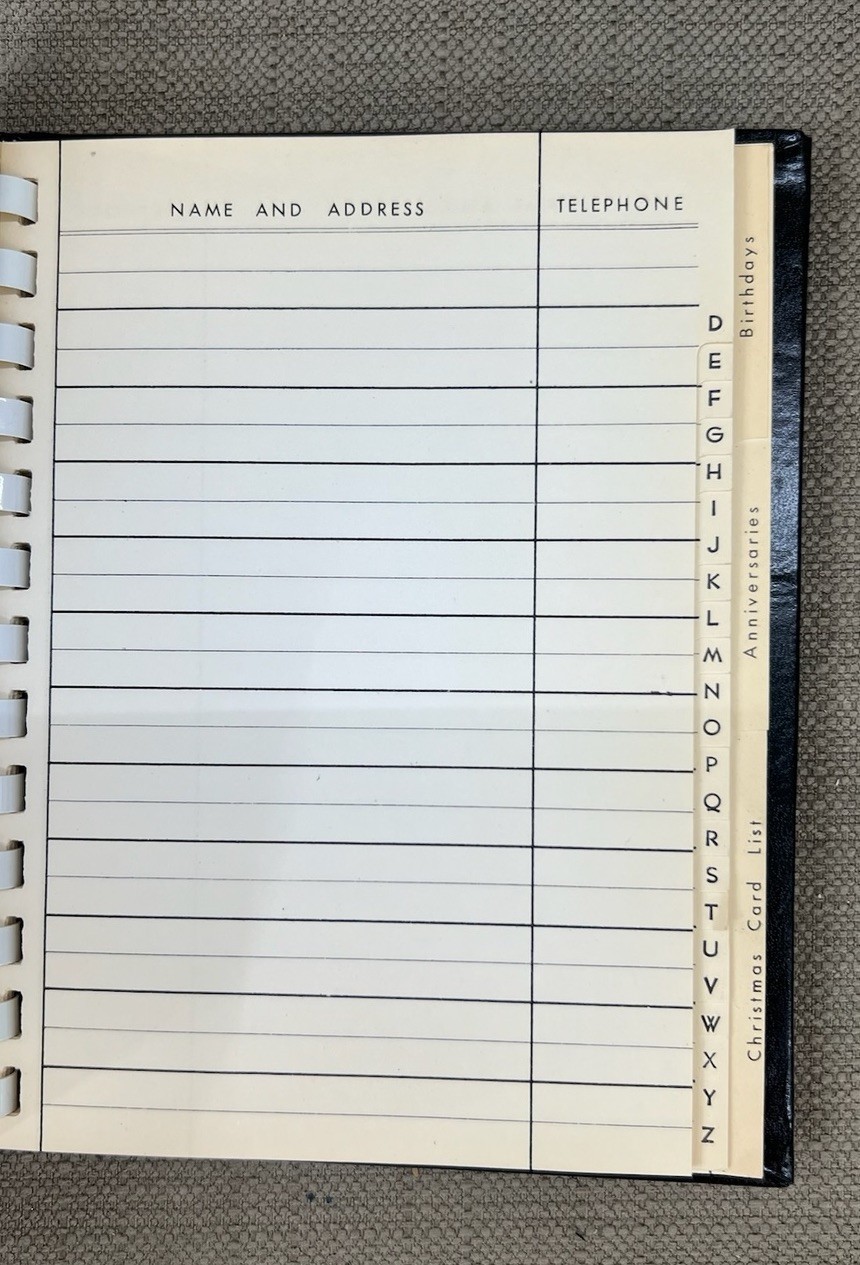 NAME AND ADDRESS TELEPHONE
D
E
F
G
H
I
J
K
L
M
N
O
P
Q
R
S
T
U
V
W
X
Y
Z
Birthdays
Anniversaries
Christmas Card List